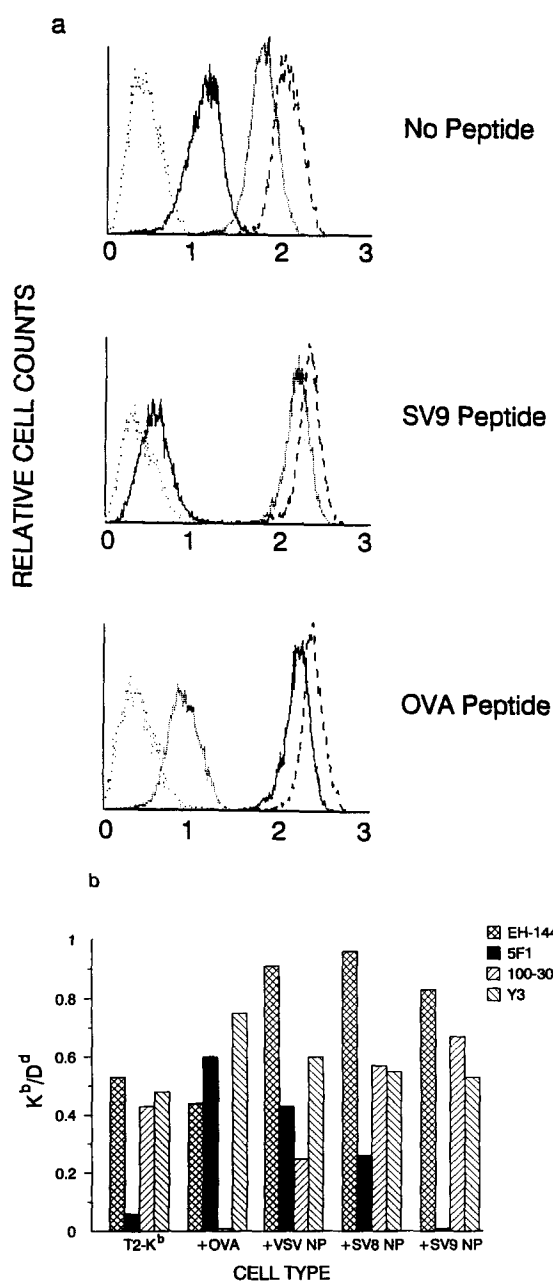 a
No Peptide
0 1 2 3
SV9 Peptide
0 1 2 3
OVA Peptide
0 1 2 3
RELATIVE CELL COUNTS
b
EH-144
5F1
100-30
Y3
1
0.8
0.6
0.4
0.2
0
K^b/D^d
T2-K^b +OVA +VSV NP +SV8 NP +SV9 NP
CELL TYPE